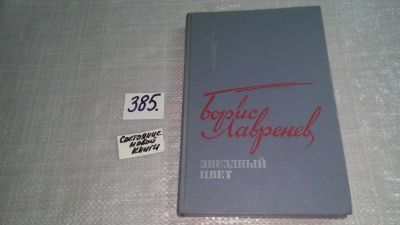 385.
Состояние
новой
книги
Борис
Лавренев
ЗВЕЗДНЫЙ
ЦВЕТ